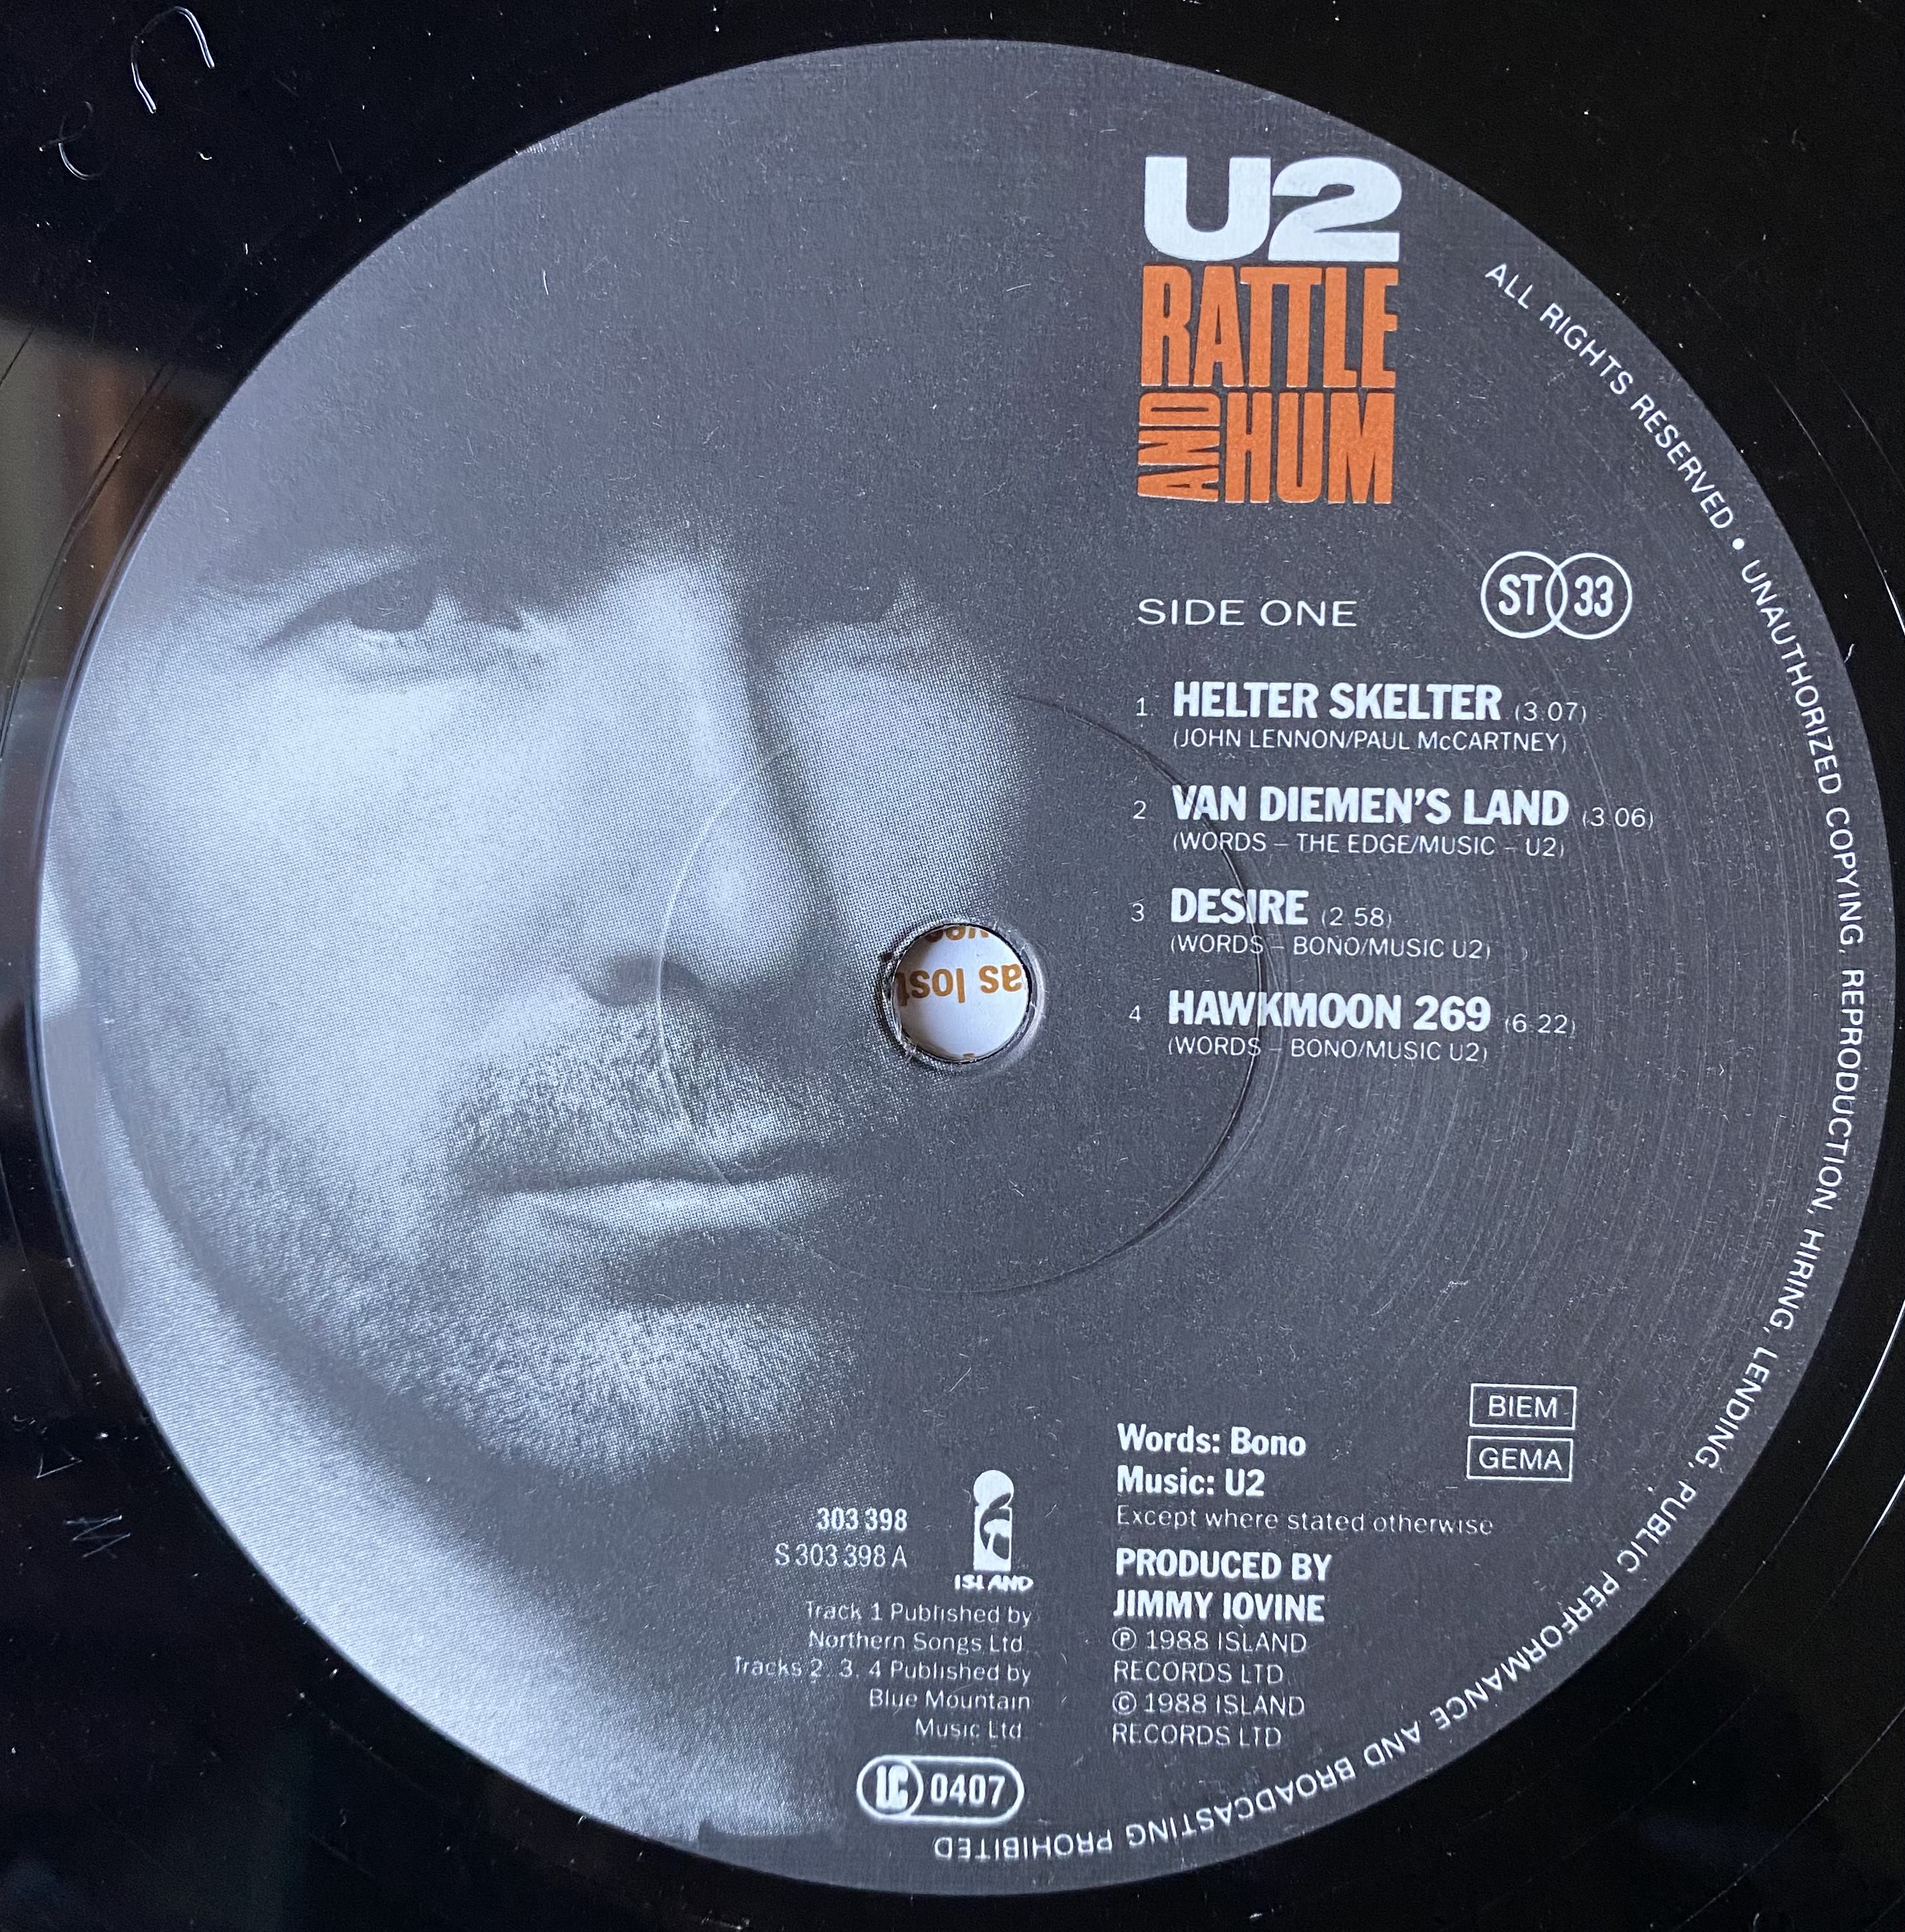 U2
RATTLE
AND HUM
SIDE ONE
ST 33
1. HELTER SKELTER (3.07)
(JOHN LENNON/PAUL McCARTNEY)
2 VAN DIEMEN'S LAND (3.06)
(WORDS – THE EDGE/MUSIC – U2)
3 DESIRE (2.58)
(WORDS – BONO/MUSIC U2)
4 HAWKMOON 269 (6.22)
(WORDS – BONO/MUSIC U2)
as lost
BIEM
GEMA
Words: Bono
Music: U2
Except where stated otherwise
PRODUCED BY
JIMMY IOVINE
Ⓟ 1988 ISLAND
RECORDS LTD.
© 1988 ISLAND
RECORDS LTD
303 398
S 303 398 A
ISLAND
Track 1 Published by
Northern Songs Ltd.
Tracks 2. 3. 4 Published by
Blue Mountain
Music Ltd.
LC 0407
ALL RIGHTS RESERVED • UNAUTHORIZED COPYING, REPRODUCTION, HIRING, LENDING, PUBLIC PERFORMANCE AND BROADCASTING PROHIBITED